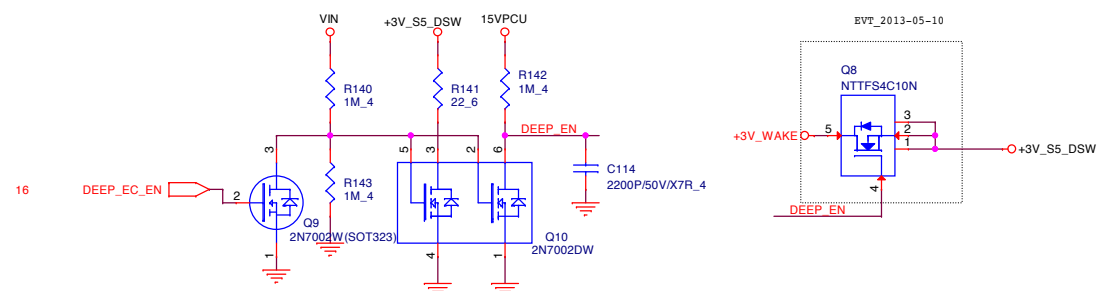 EVT_2013-05-10
VIN
+3V_S5_DSW
15VPCU
Q8
NTTFS4C10N
R140
1M_4
R141
22_6
R142
1M_4
DEEP_EN
+3V_WAKE
5
3
2
1
+3V_S5_DSW
4
DEEP_EN
3
5
3
2
6
C114
2200P/50V/X7R_4
16
DEEP_EC_EN
2
R143
1M_4
Q9
2N7002W(SOT323)
1
Q10
2N7002DW
4
1